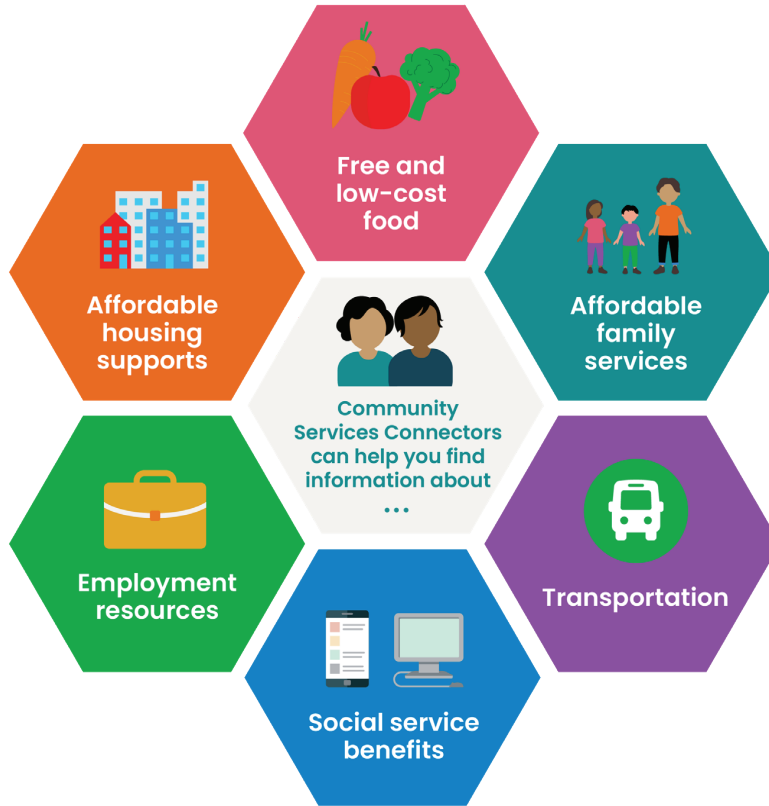 Free and
low-cost
food
Affordable
housing
supports
Affordable
family
services
Community
Services Connectors
can help you find
information about
...
Employment
resources
Transportation
Social service
benefits